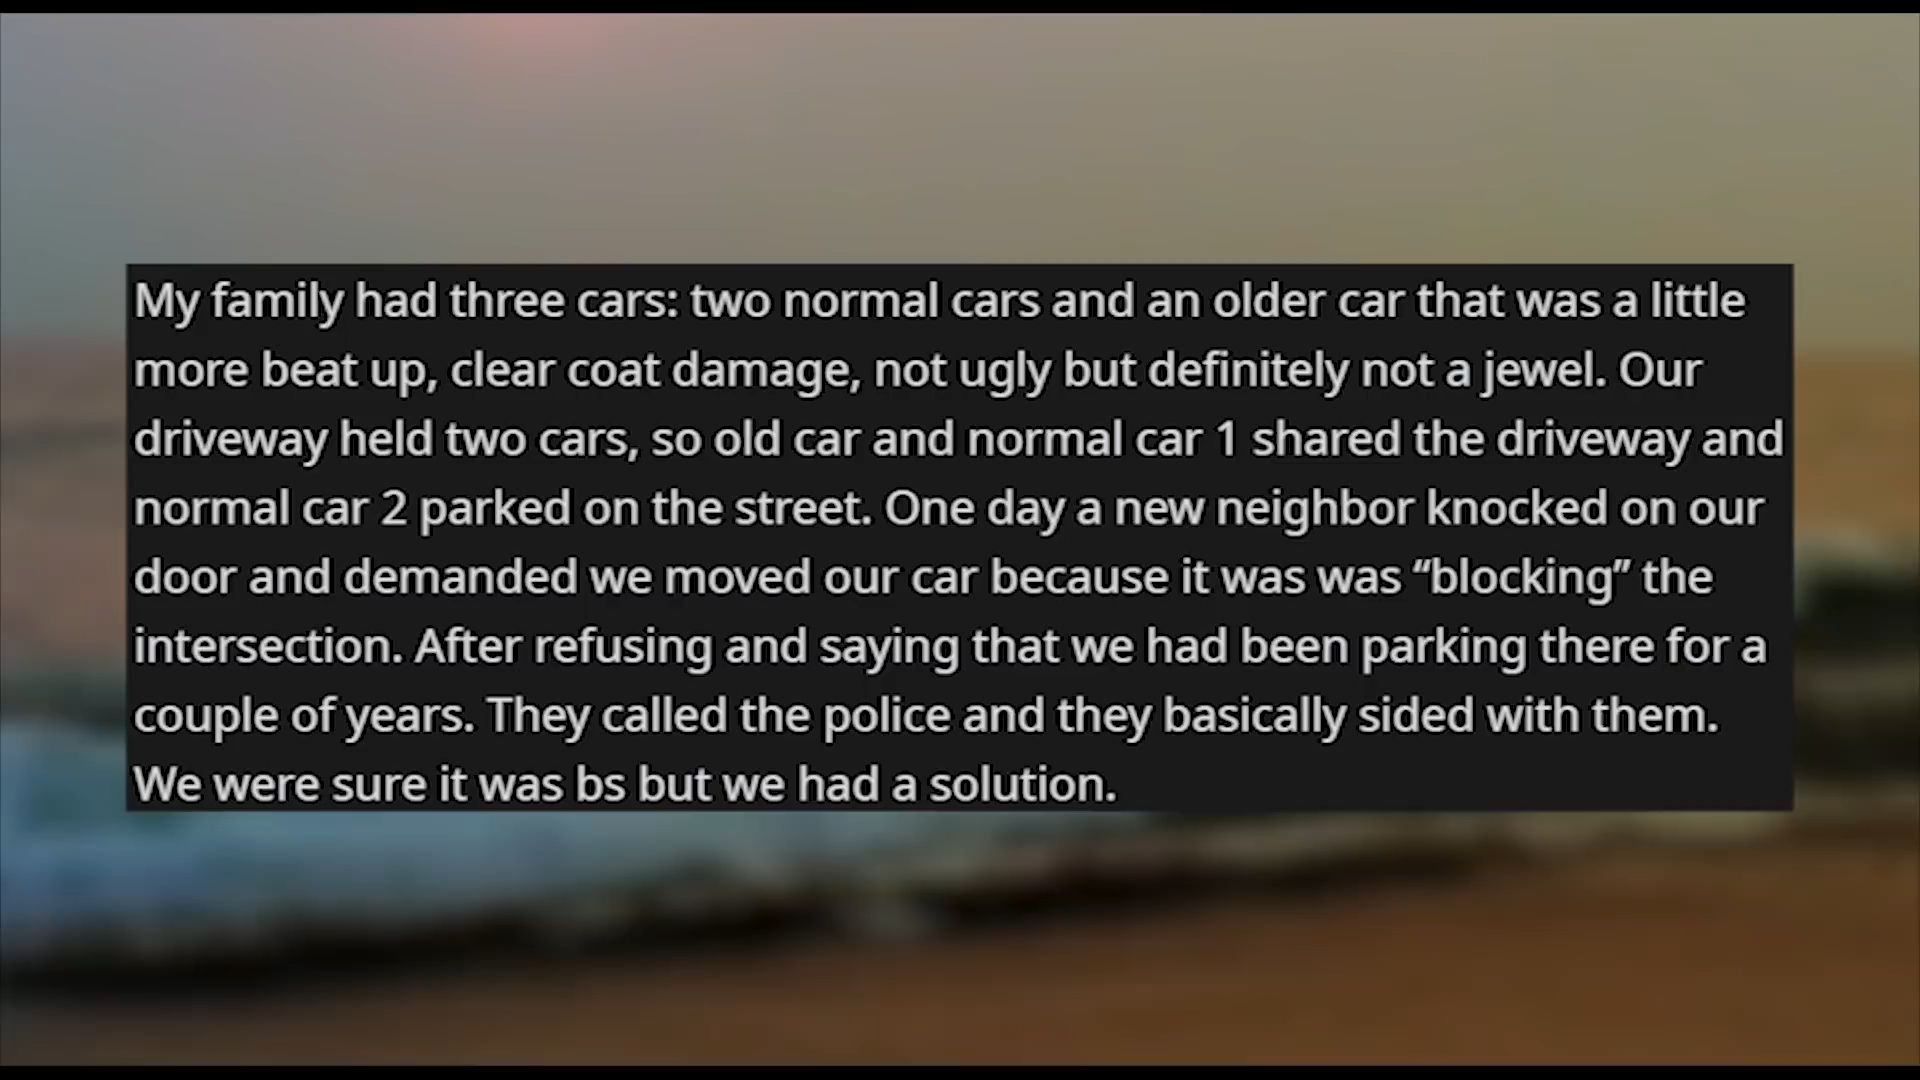 My family had three cars: two normal cars and an older car that was a little
more beat up, clear coat damage, not ugly but definitely not a jewel. Our
driveway held two cars, so old car and normal car 1 shared the driveway and
normal car 2 parked on the street. One day a new neighbor knocked on our
door and demanded we moved our car because it was was “blocking” the
intersection. After refusing and saying that we had been parking there for a
couple of years. They called the police and they basically sided with them.
We were sure it was bs but we had a solution.